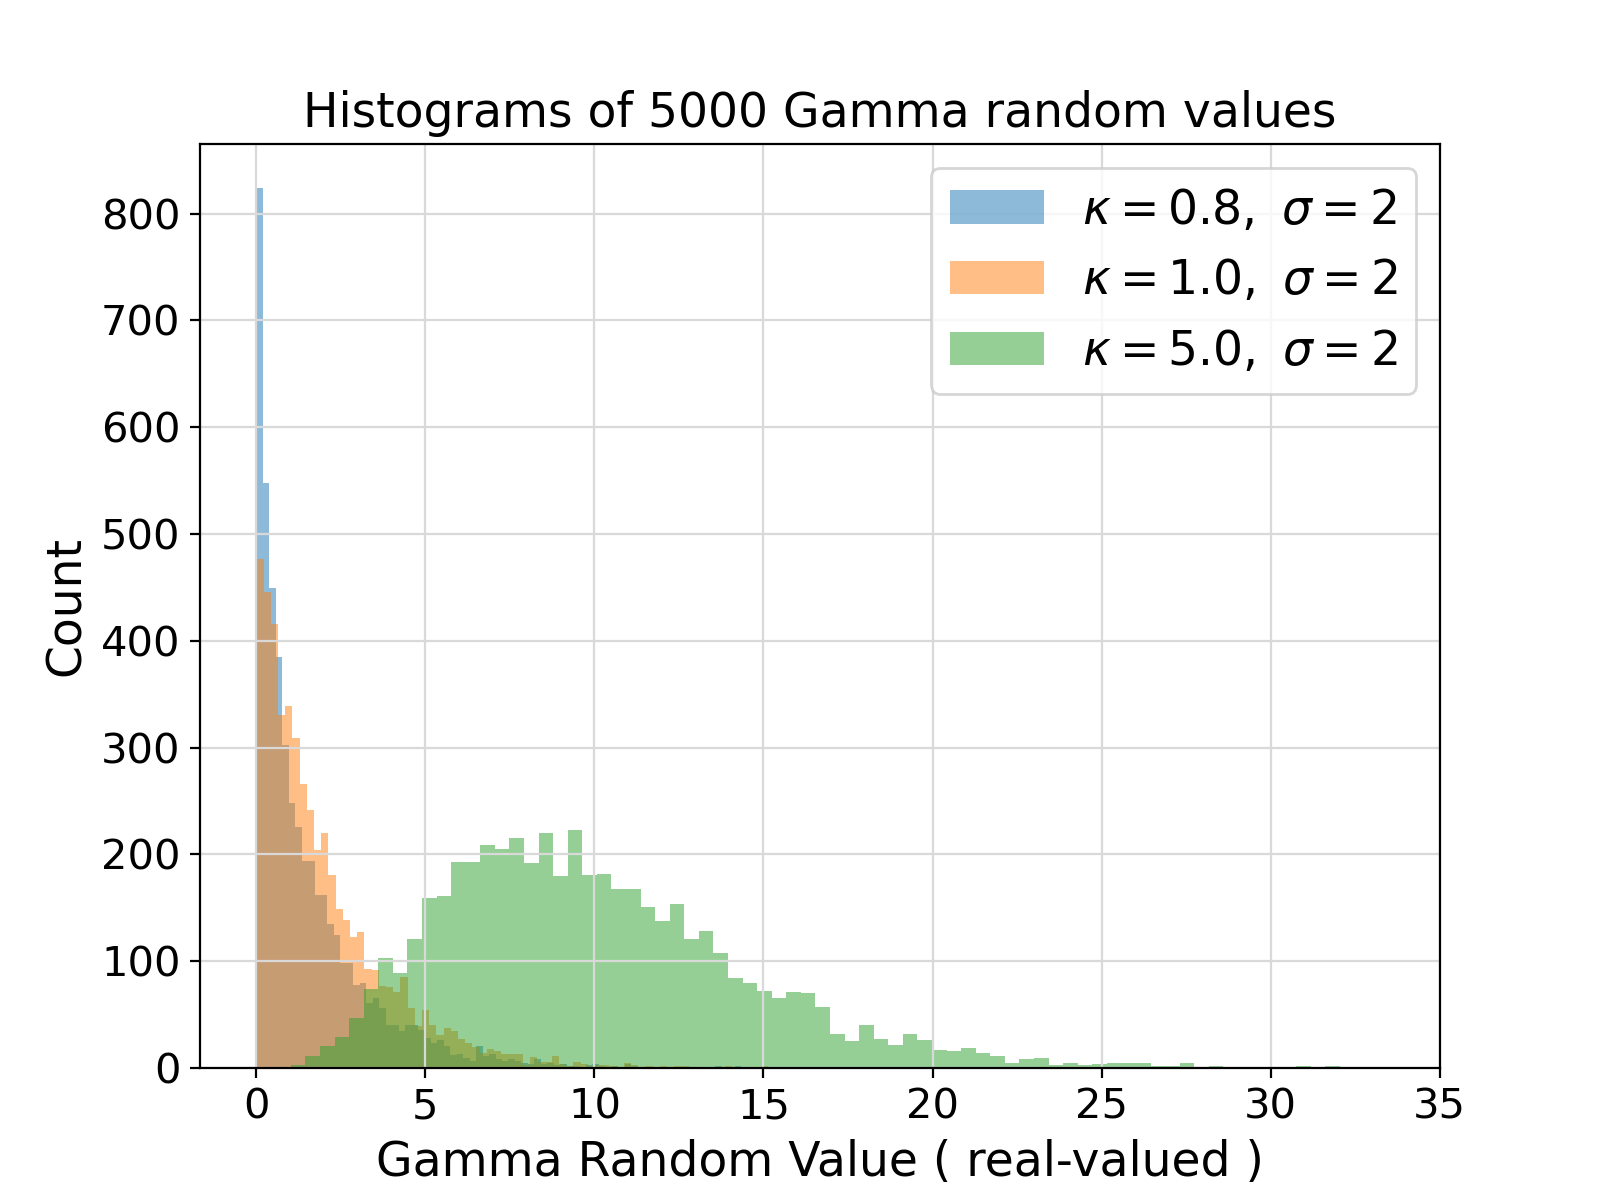 Histograms of 5000 Gamma random values
κ = 0.8, σ = 2
κ = 1.0, σ = 2
κ = 5.0, σ = 2
800
700
600
500
400
300
200
100
0
Count
0 5 10 15 20 25 30 35
Gamma Random Value ( real-valued )